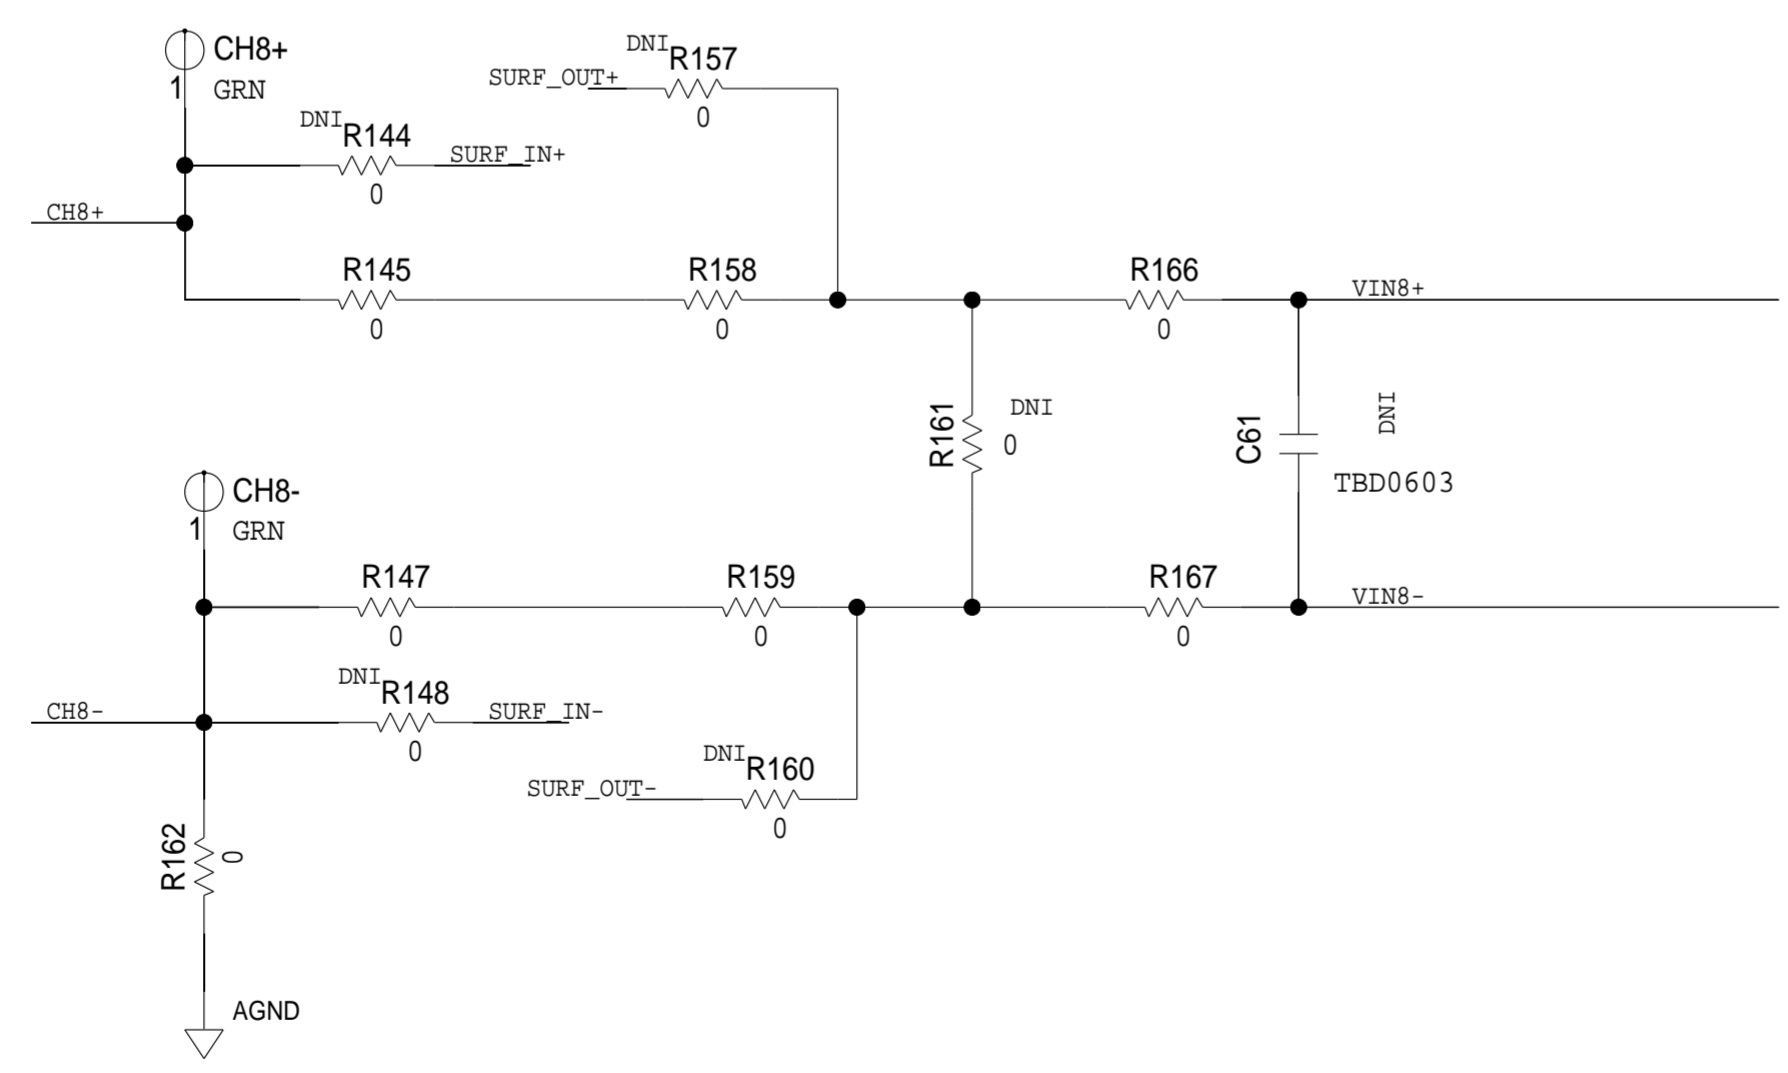 CH8+
1
GRN
DNI
R157
SURF_OUT+
0
DNI
R144
SURF_IN+
0
CH8+
R145
0
R158
0
R166
0
VIN8+
R161
DNI
0
C61
DNI
TBD0603
CH8-
1
GRN
R147
0
R159
0
R167
0
VIN8-
DNI
R148
SURF_IN-
0
CH8-
DNI
R160
SURF_OUT-
0
R162
0
AGND